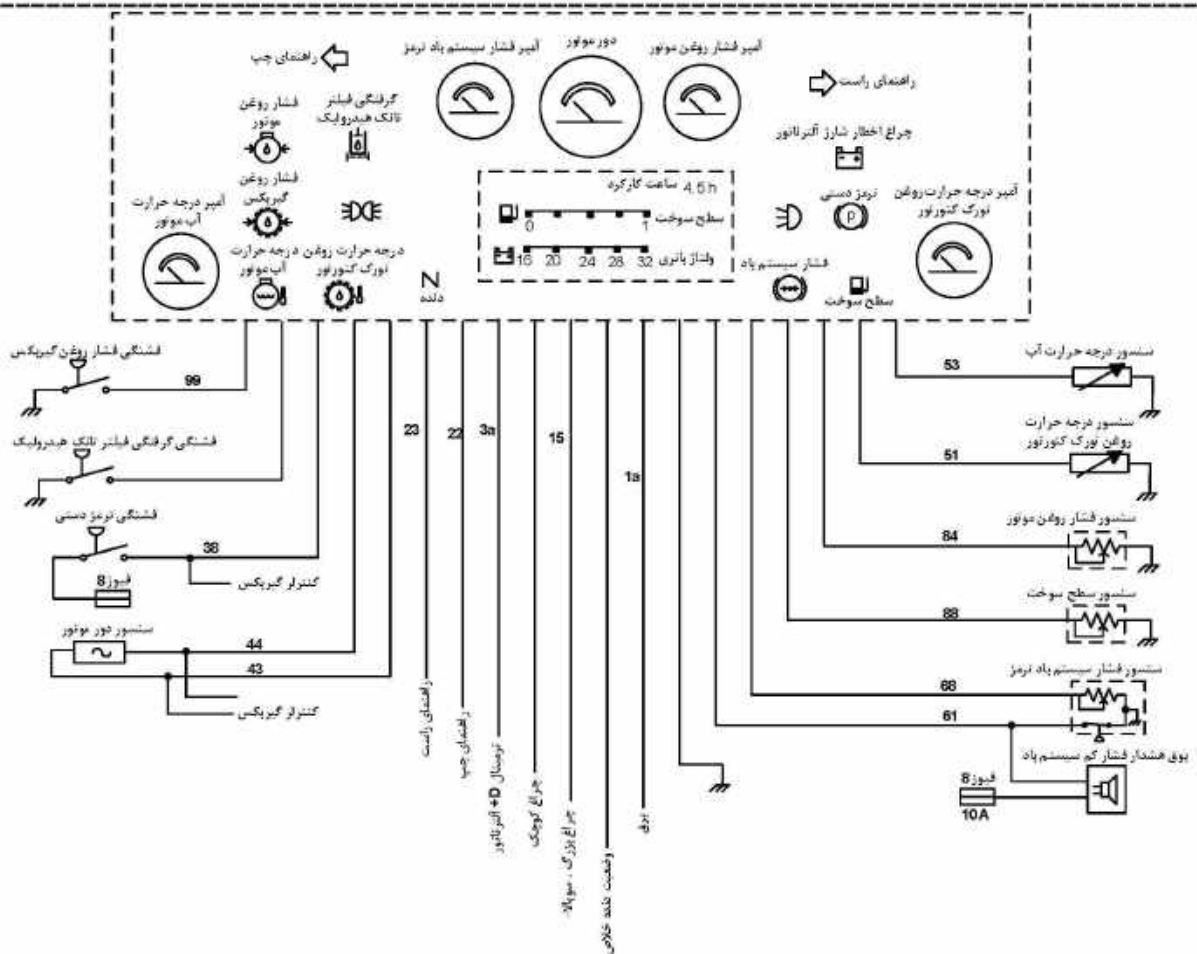 راهنمای چپ
آمپر فشار سیستم باد ترمز
دور موتور
آمپر فشار روغن موتور
راهنمای راست
فشار روغن
موتور
گرفتگی فیلتر
تانک هیدرولیک
چراغ اخطار شارژ آلترناتور
فشار روغن
گیربکس
آمپر درجه حرارت
آب موتور
4.5 h ساعت کارکرد
سطح سوخت
0 1
ولتاژ باتری
16 20 24 28 32
ترمز دستی
P
آمپر درجه حرارت روغن
تورک کنورتور
درجه حرارت
آب موتور
درجه حرارت روغن
تورک کنورتور
N
دنده
فشار سیستم باد
سطح سوخت
فشنگی فشار روغن گیربکس
99
فشنگی گرفتگی فیلتر تانک هیدرولیک
فشنگی ترمز دستی
38
کنترلر گیربکس
فیوز 8
سنسور دور موتور
44
43
کنترلر گیربکس
23
22
3a
15
1a
راهنمای راست
راهنمای چپ
ترمینال D+ آلترناتور
چراغ کوچک
چراغ بزرگ ، سوبالا
وضعیت دنده خلاص
برق
سنسور درجه حرارت آب
53
سنسور درجه حرارت
روغن تورک کنورتور
51
سنسور فشار روغن موتور
84
سنسور سطح سوخت
88
سنسور فشار سیستم باد ترمز
68
61
بوق هشدار فشار کم سیستم باد
فیوز 8
10A